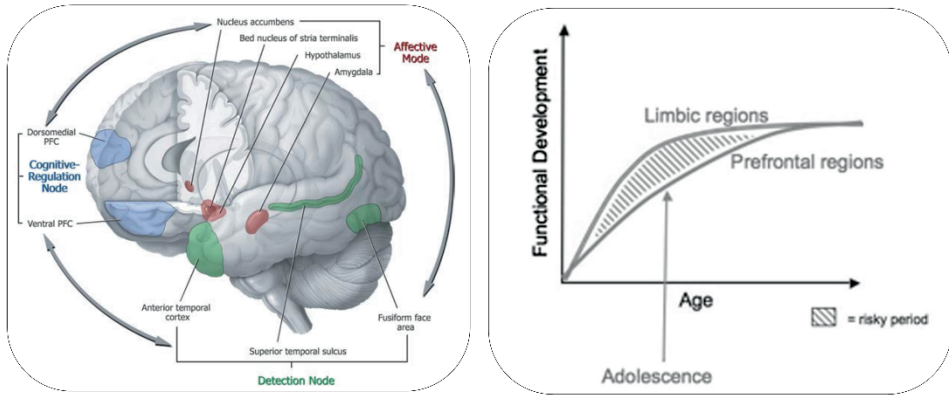 Nucleus accumbens
Bed nucleus of stria terminalis
Hypothalamus
Amygdala
Affective
Mode
Dorsomedial
PFC
Cognitive-
Regulation
Node
Ventral PFC
Anterior temporal
cortex
Superior temporal sulcus
Fusiform face
area
Detection Node
Functional Development
Limbic regions
Prefrontal regions
Age
= risky period
Adolescence